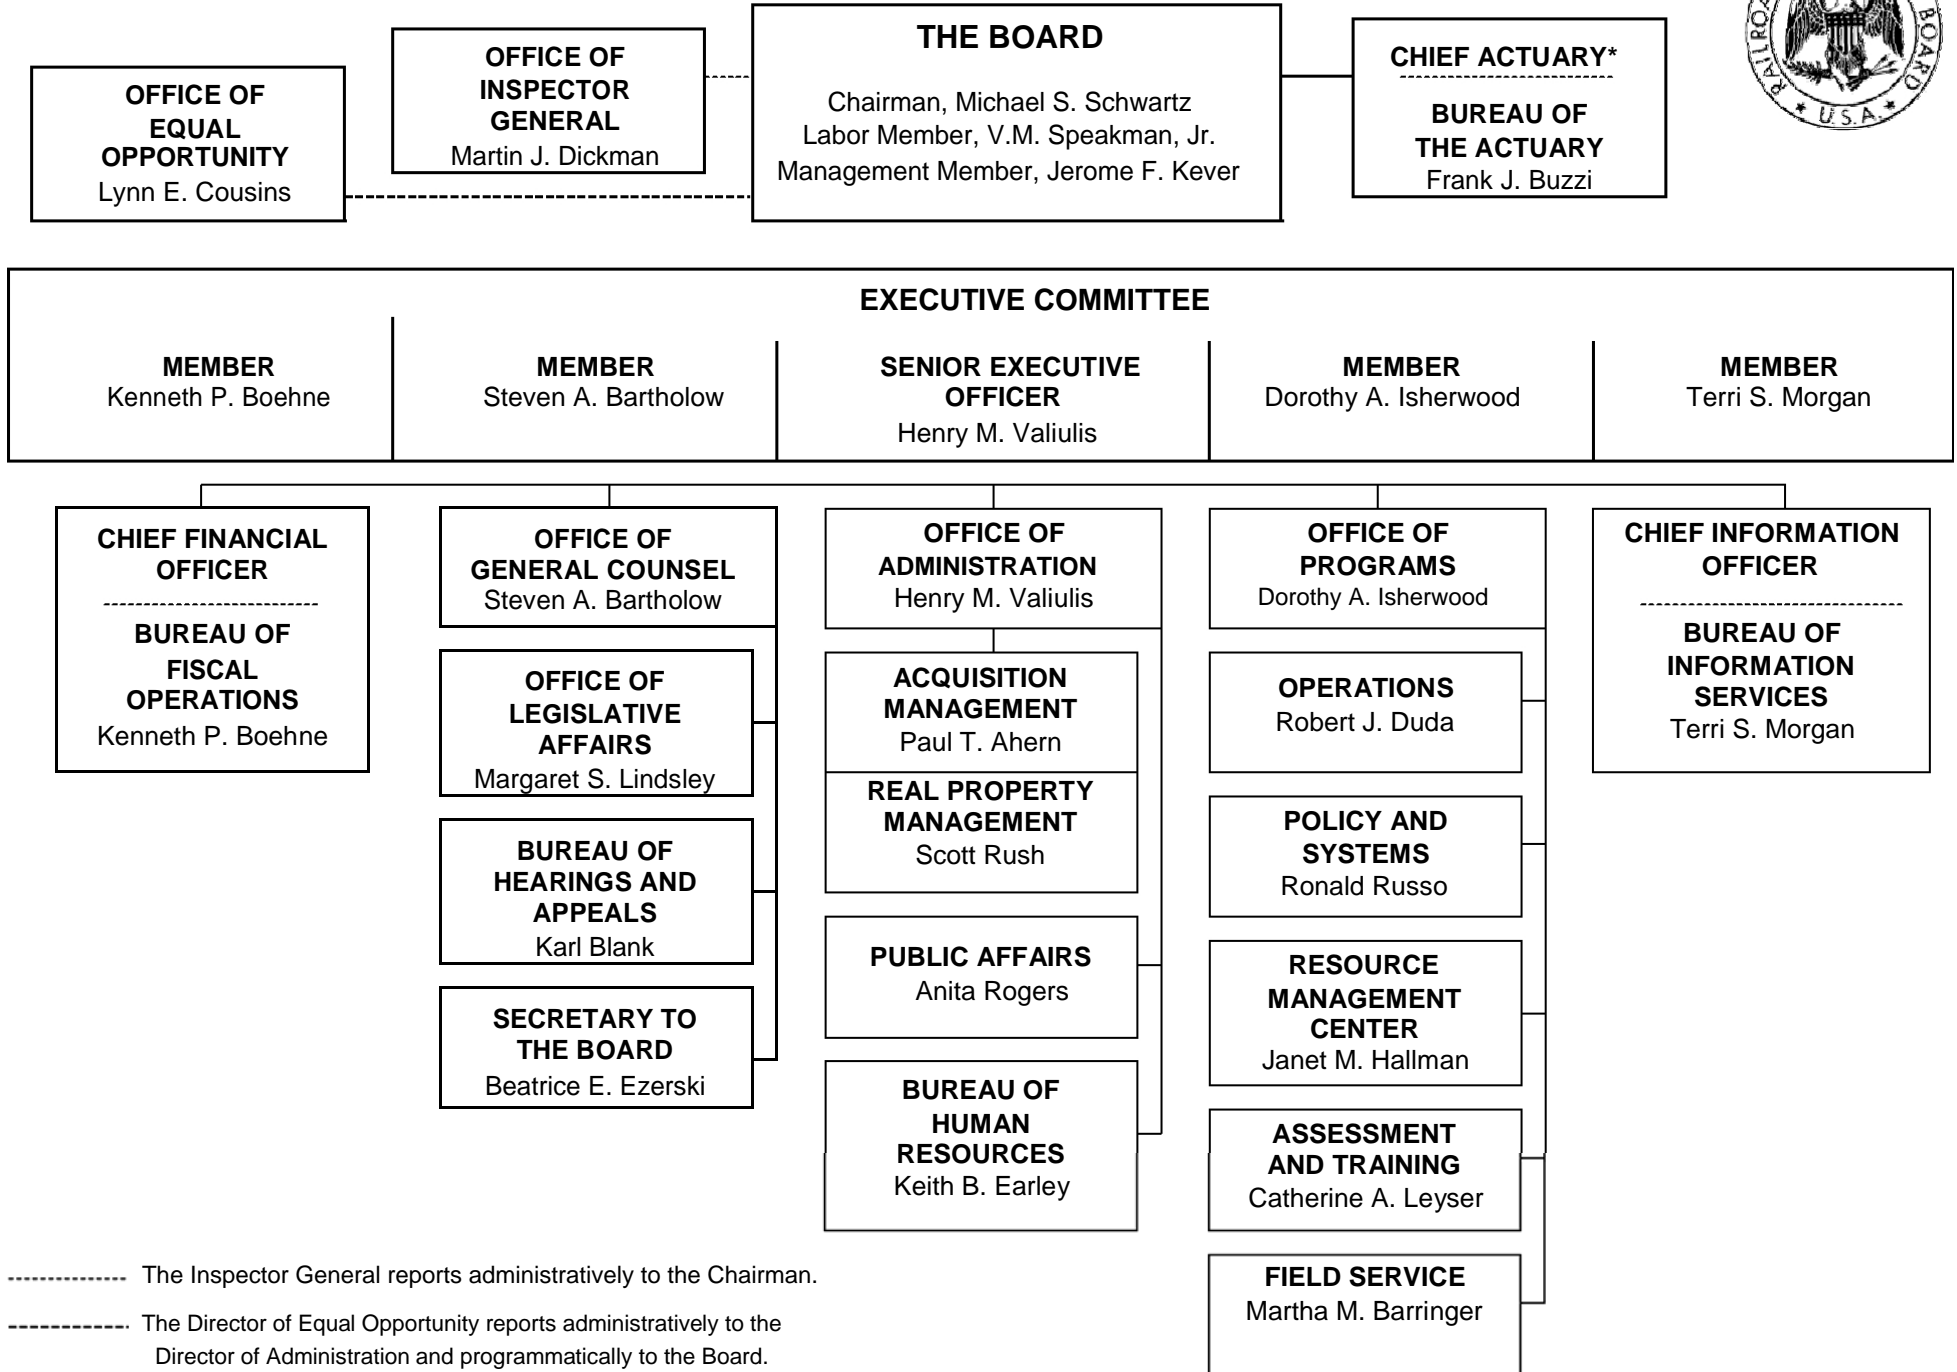 OFFICE OF
EQUAL
OPPORTUNITY
Lynn E. Cousins
OFFICE OF
INSPECTOR
GENERAL
Martin J. Dickman
THE BOARD
Chairman, Michael S. Schwartz
Labor Member, V.M. Speakman, Jr.
Management Member, Jerome F. Kever
CHIEF ACTUARY*
BUREAU OF
THE ACTUARY
Frank J. Buzzi
BOARD
* U.S.A. *
EXECUTIVE COMMITTEE
MEMBER
Kenneth P. Boehne
MEMBER
Steven A. Bartholow
SENIOR EXECUTIVE
OFFICER
Henry M. Valiulis
MEMBER
Dorothy A. Isherwood
MEMBER
Terri S. Morgan
CHIEF FINANCIAL
OFFICER
BUREAU OF
FISCAL
OPERATIONS
Kenneth P. Boehne
OFFICE OF
GENERAL COUNSEL
Steven A. Bartholow
OFFICE OF
LEGISLATIVE
AFFAIRS
Margaret S. Lindsley
BUREAU OF
HEARINGS AND
APPEALS
Karl Blank
SECRETARY TO
THE BOARD
Beatrice E. Ezerski
OFFICE OF
ADMINISTRATION
Henry M. Valiulis
ACQUISITION
MANAGEMENT
Paul T. Ahern
REAL PROPERTY
MANAGEMENT
Scott Rush
PUBLIC AFFAIRS
Anita Rogers
BUREAU OF
HUMAN
RESOURCES
Keith B. Earley
OFFICE OF
PROGRAMS
Dorothy A. Isherwood
OPERATIONS
Robert J. Duda
POLICY AND
SYSTEMS
Ronald Russo
RESOURCE
MANAGEMENT
CENTER
Janet M. Hallman
ASSESSMENT
AND TRAINING
Catherine A. Leyser
FIELD SERVICE
Martha M. Barringer
CHIEF INFORMATION
OFFICER
BUREAU OF
INFORMATION
SERVICES
Terri S. Morgan
The Inspector General reports administratively to the Chairman.
The Director of Equal Opportunity reports administratively to the
Director of Administration and programmatically to the Board.